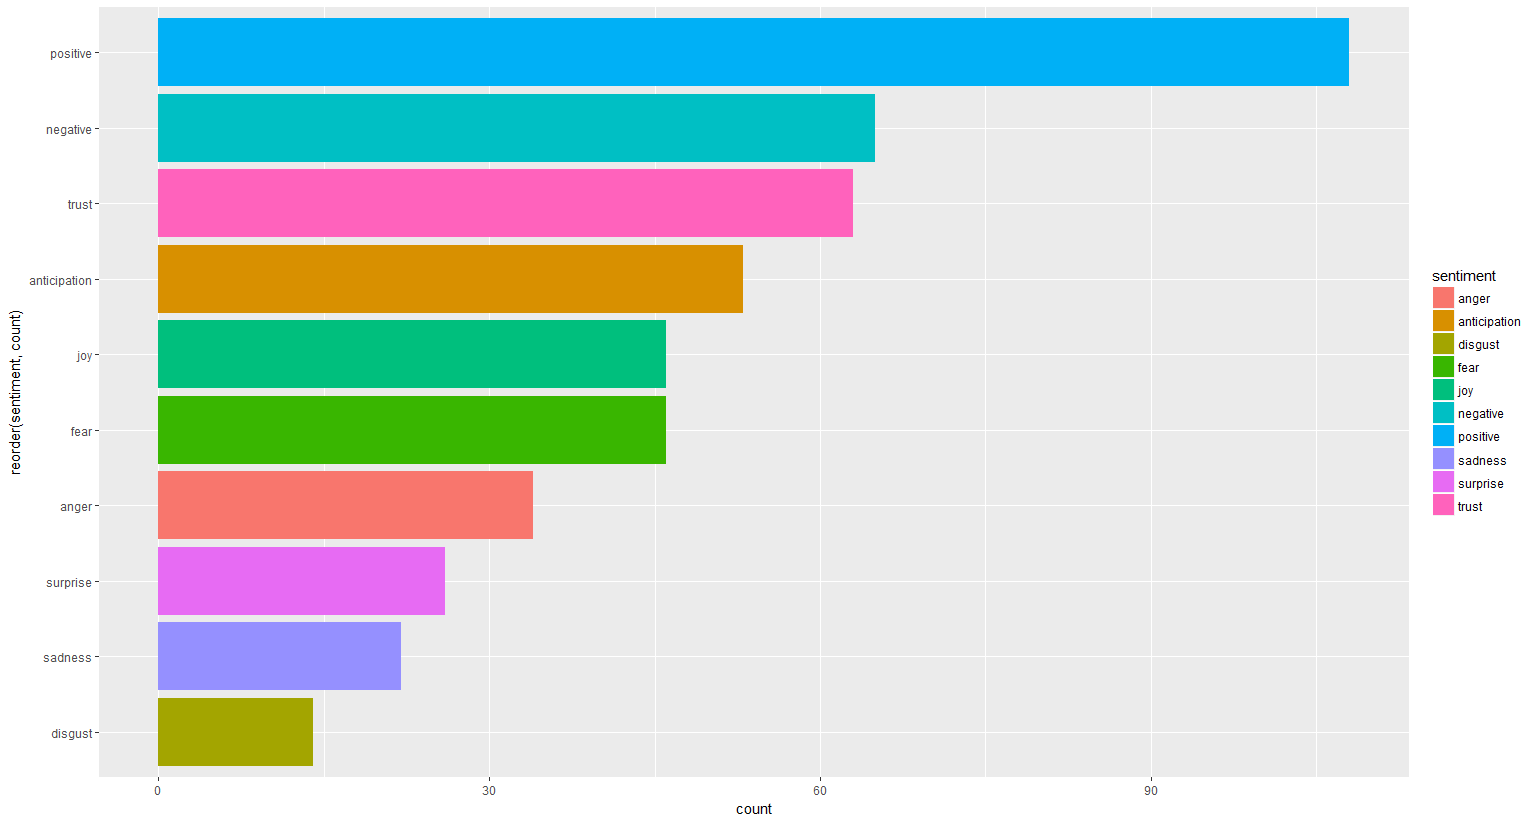 reorder(sentiment, count)
positive
negative
trust
anticipation
joy
fear
anger
surprise
sadness
disgust
0 30 60 90
count
sentiment
anger
anticipation
disgust
fear
joy
negative
positive
sadness
surprise
trust